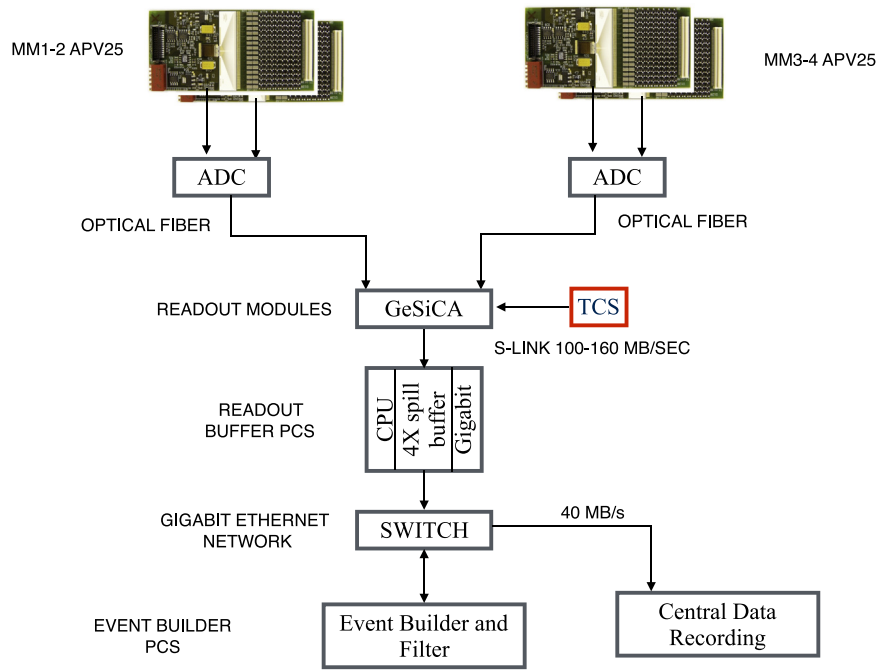 MM1-2 APV25
MM3-4 APV25
ADC
ADC
OPTICAL FIBER
OPTICAL FIBER
READOUT MODULES
GeSiCA
TCS
S-LINK 100-160 MB/SEC
READOUT
BUFFER PCS
CPU
4X spill
buffer
Gigabit
GIGABIT ETHERNET
NETWORK
SWITCH
40 MB/s
EVENT BUILDER
PCS
Event Builder and
Filter
Central Data
Recording